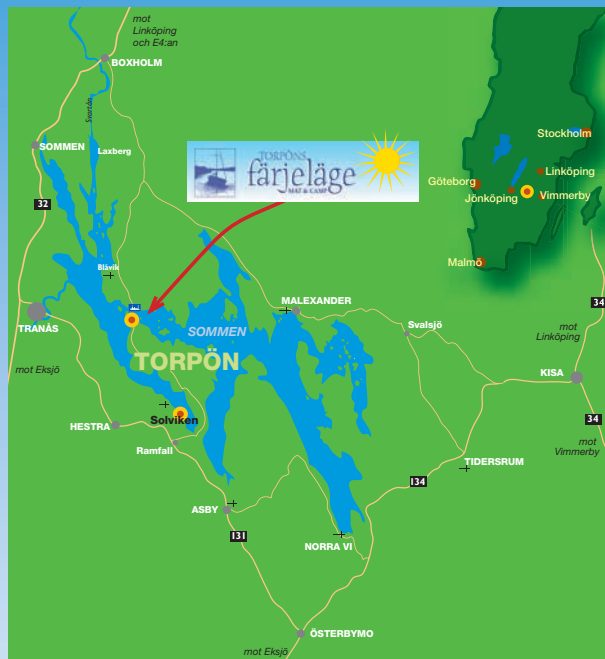 mot
Linköping
och E4:an
BOXHOLM
Svartån
SOMMEN
Laxberg
TORPÖNS
färjeläge
MAT & CAMP
Stockholm
Linköping
Göteborg
Jönköping
Vimmerby
Malmö
32
Blåvik
TRANÅS
MALEXANDER
SOMMEN
Svalsjö
34
mot
Linköping
TORPÖN
mot Eksjö
KISA
Solviken
HESTRA
Ramfall
34
mot
Vimmerby
TIDERSRUM
134
ASBY
131
NORRA VI
ÖSTERBYMO
mot Eksjö